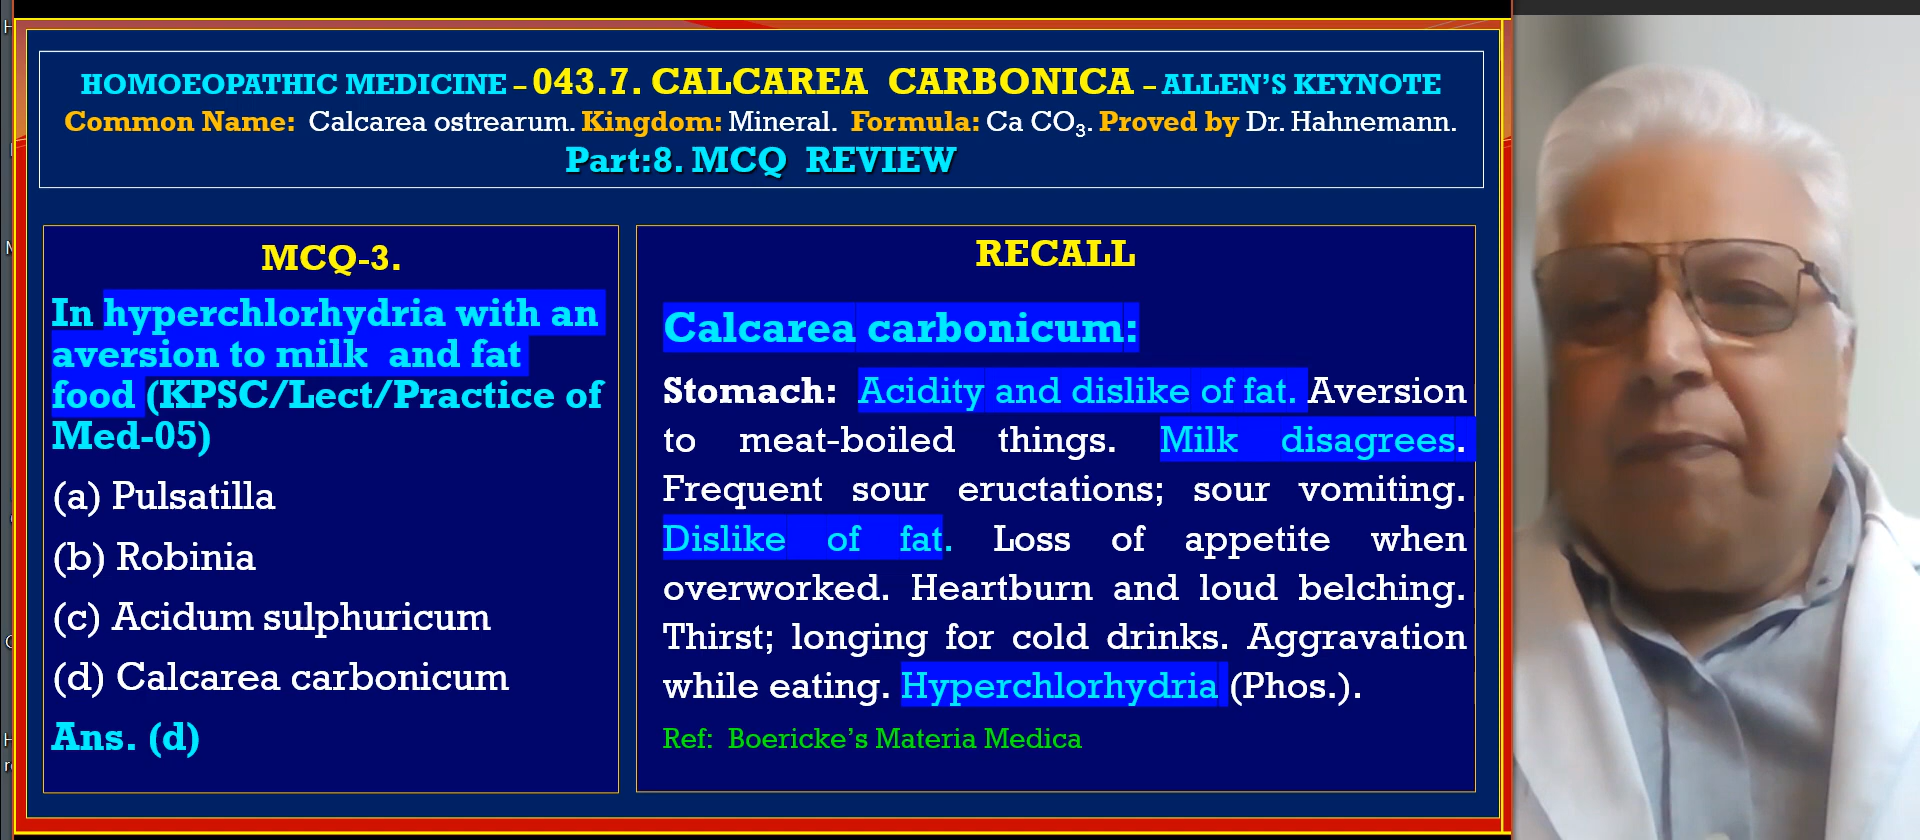 HOMOEOPATHIC MEDICINE – 043.7. CALCAREA CARBONICA – ALLEN’S KEYNOTE
Common Name: Calcarea ostrearum. Kingdom: Mineral. Formula: Ca CO₃. Proved by Dr. Hahnemann.
Part:8. MCQ REVIEW
MCQ-3.
In hyperchlorhydria with an
aversion to milk and fat
food (KPSC/Lect/Practice of
Med-05)
(a) Pulsatilla
(b) Robinia
(c) Acidum sulphuricum
(d) Calcarea carbonicum
Ans. (d)
RECALL
Calcarea carbonicum:
Stomach: Acidity and dislike of fat. Aversion
to meat-boiled things. Milk disagrees.
Frequent sour eructations; sour vomiting.
Dislike of fat. Loss of appetite when
overworked. Heartburn and loud belching.
Thirst; longing for cold drinks. Aggravation
while eating. Hyperchlorhydria (Phos.).
Ref: Boericke’s Materia Medica